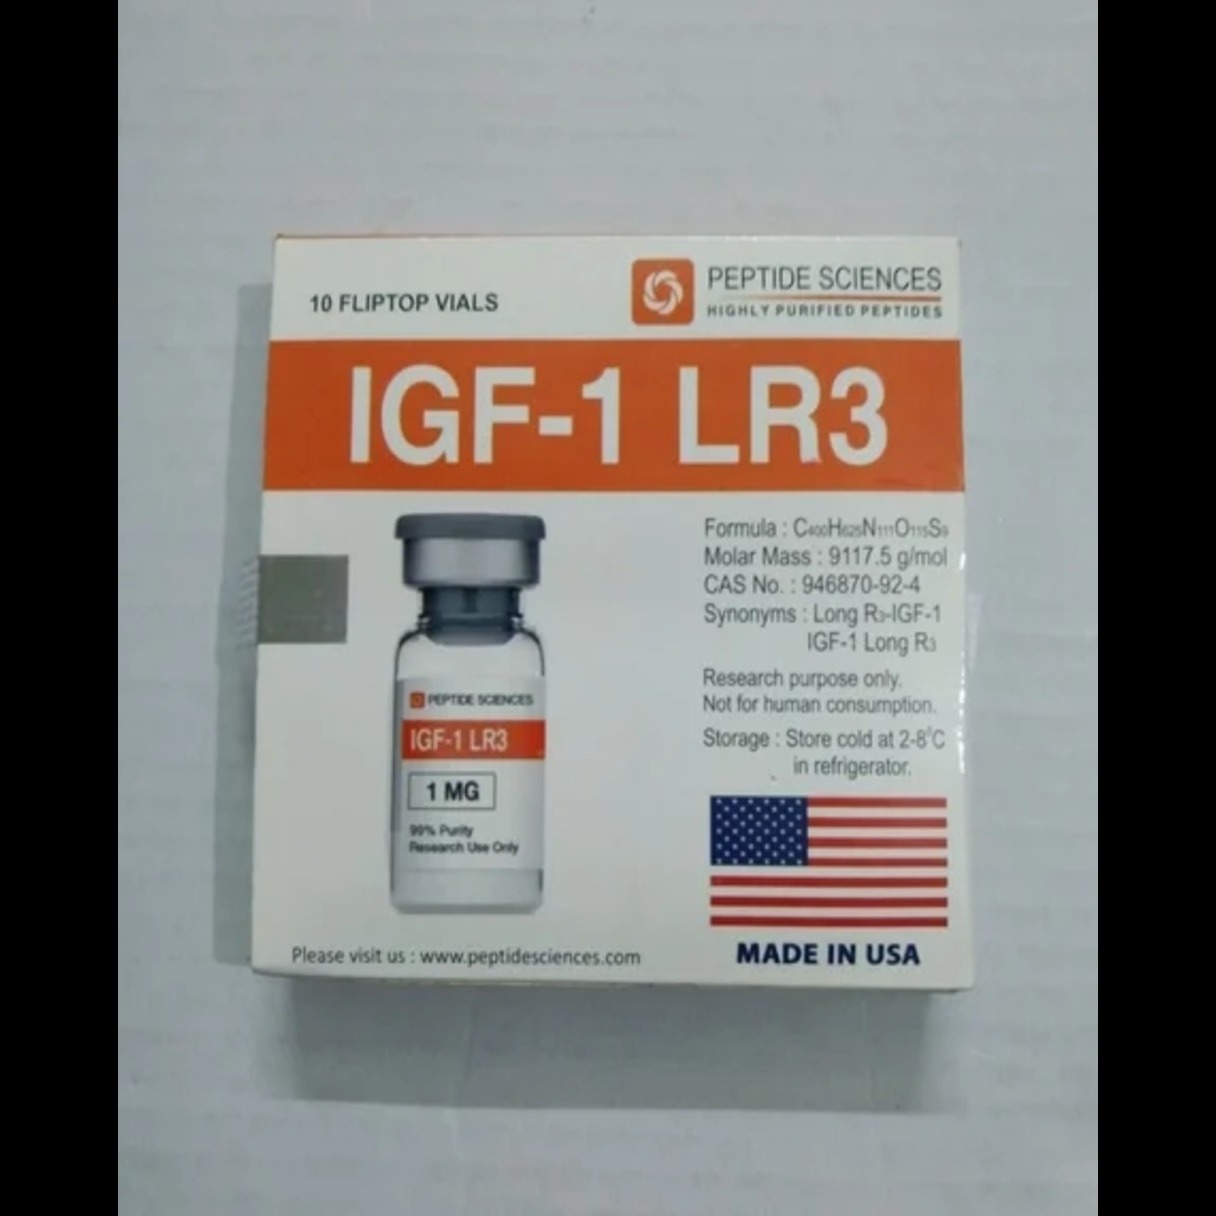 10 FLIPTOP VIALS
PEPTIDE SCIENCES
HIGHLY PURIFIED PEPTIDES
IGF-1 LR3
Formula : C₄₀₀H₆₂₅N₁₁₁O₁₁₅S₉
Molar Mass : 9117.5 g/mol
CAS No. : 946870-92-4
Synonyms : Long R₃-IGF-1
IGF-1 Long R₃
Research purpose only.
Not for human consumption.
Storage : Store cold at 2-8°C
in refrigerator.
PEPTIDE SCIENCES
IGF-1 LR3
1 MG
99% Purity
Research Use Only
MADE IN USA
Please visit us : www.peptidesciences.com